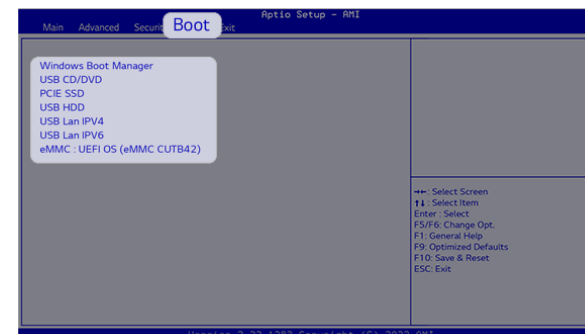 Aptio Setup - AMI
Main Advanced Securit Boot Exit
Windows Boot Manager
USB CD/DVD
PCIE SSD
USB HDD
USB Lan IPV4
USB Lan IPV6
eMMC : UEFI OS (eMMC CUTB42)
→←: Select Screen
↑↓: Select Item
Enter : Select
F5/F6: Change Opt.
F1: General Help
F9: Optimized Defaults
F10: Save & Reset
ESC: Exit